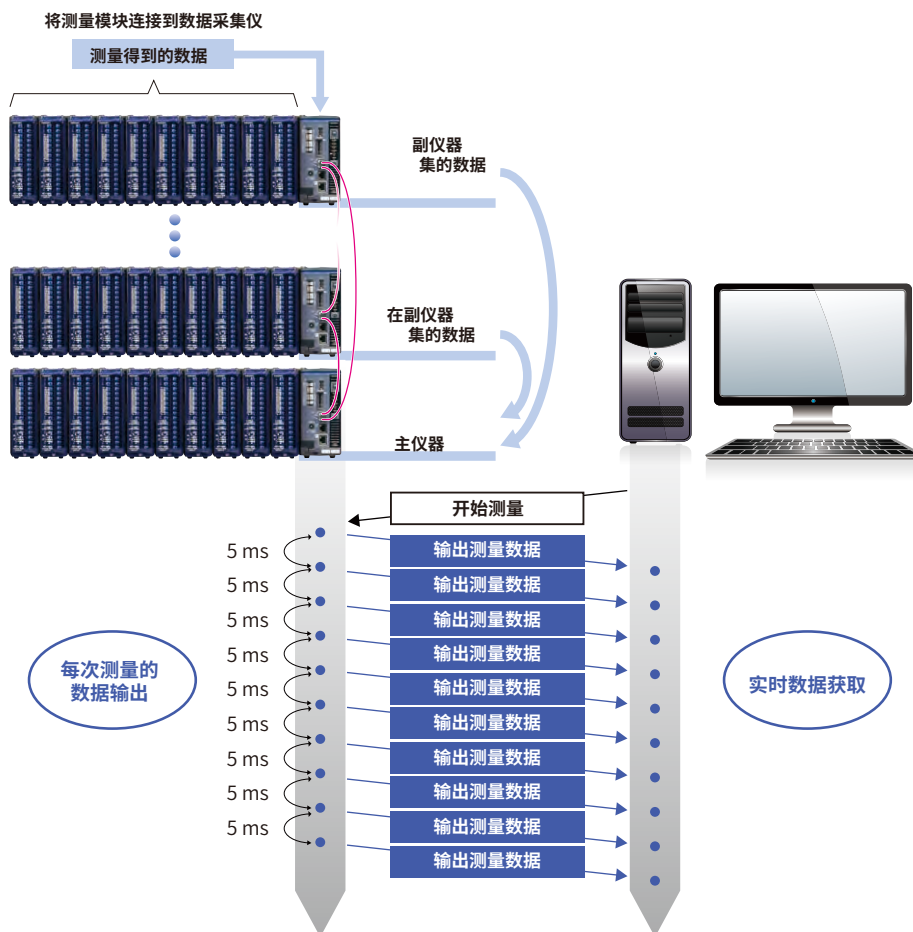 将测量模块连接到数据采集仪
测量得到的数据
副仪器
集的数据
在副仪器
集的数据
主仪器
开始测量
输出测量数据
5 ms
输出测量数据
5 ms
输出测量数据
5 ms
输出测量数据
5 ms
输出测量数据
5 ms
输出测量数据
5 ms
输出测量数据
5 ms
输出测量数据
5 ms
输出测量数据
5 ms
输出测量数据
每次测量的
数据输出
实时数据获取